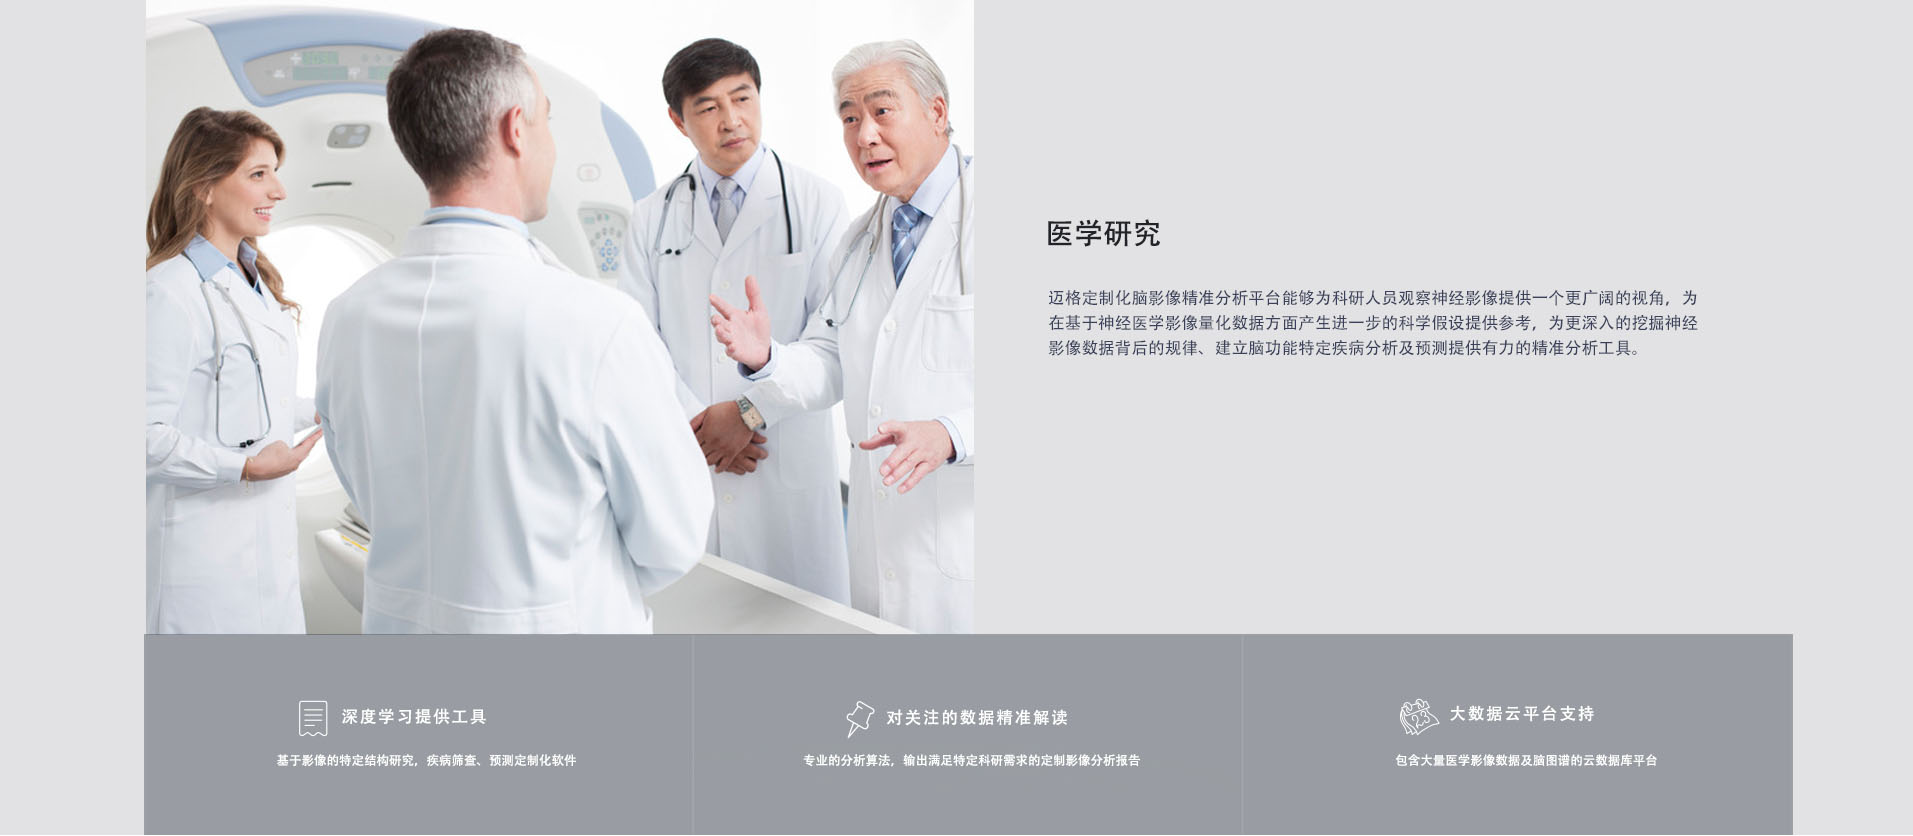 医学研究
迈格定制化脑影像精准分析平台能够为科研人员观察神经影像提供一个更广阔的视角，为
在基于神经医学影像量化数据方面产生进一步的科学假设提供参考，为更深入的挖掘神经
影像数据背后的规律、建立脑功能特定疾病分析及预测提供有力的精准分析工具。
深度学习提供工具
基于影像的特定结构研究，疾病筛查、预测定制化软件
对关注的数据精准解读
专业的分析算法，输出满足特定科研需求的定制影像分析报告
23
大数据云平台支持
包含大量医学影像数据及脑图谱的云数据库平台